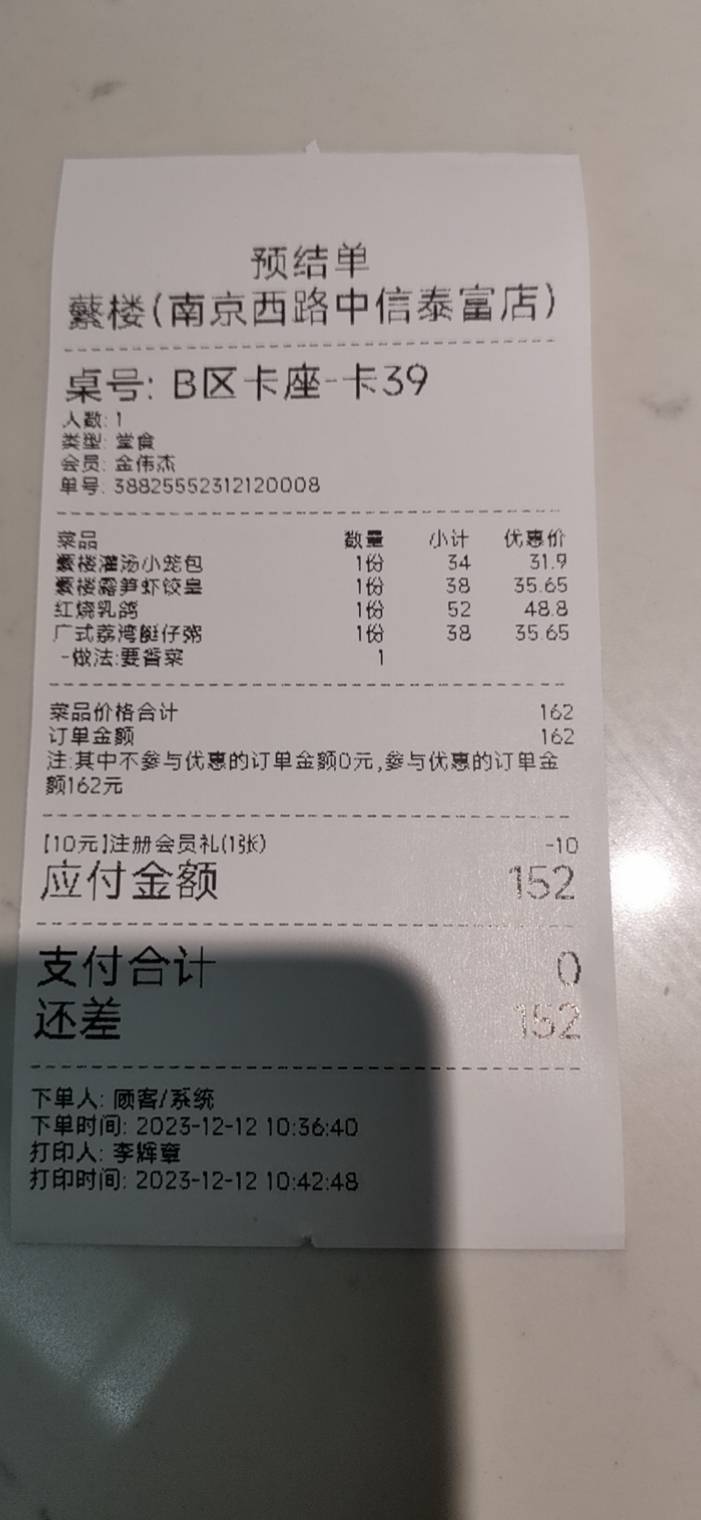 预结单
蘩楼(南京西路中信泰富店)
桌号: B区卡座-卡39
人数: 1
类型: 堂食
会员: 金伟杰
单号: 38825552312120008
菜品 数量 小计 优惠价
蘩楼灌汤小笼包 1份 34 31.9
蘩楼露笋虾饺皇 1份 38 35.65
红烧乳鸽 1份 52 48.8
广式荔湾艇仔粥 1份 38 35.65
-做法:要香菜 1
菜品价格合计 162
订单金额 162
注:其中不参与优惠的订单金额0元,参与优惠的订单金
额162元
[10元]注册会员礼(1张) -10
应付金额 152
支付合计 0
还差 152
下单人: 顾客/系统
下单时间: 2023-12-12 10:36:40
打印人: 李辉章
打印时间: 2023-12-12 10:42:48